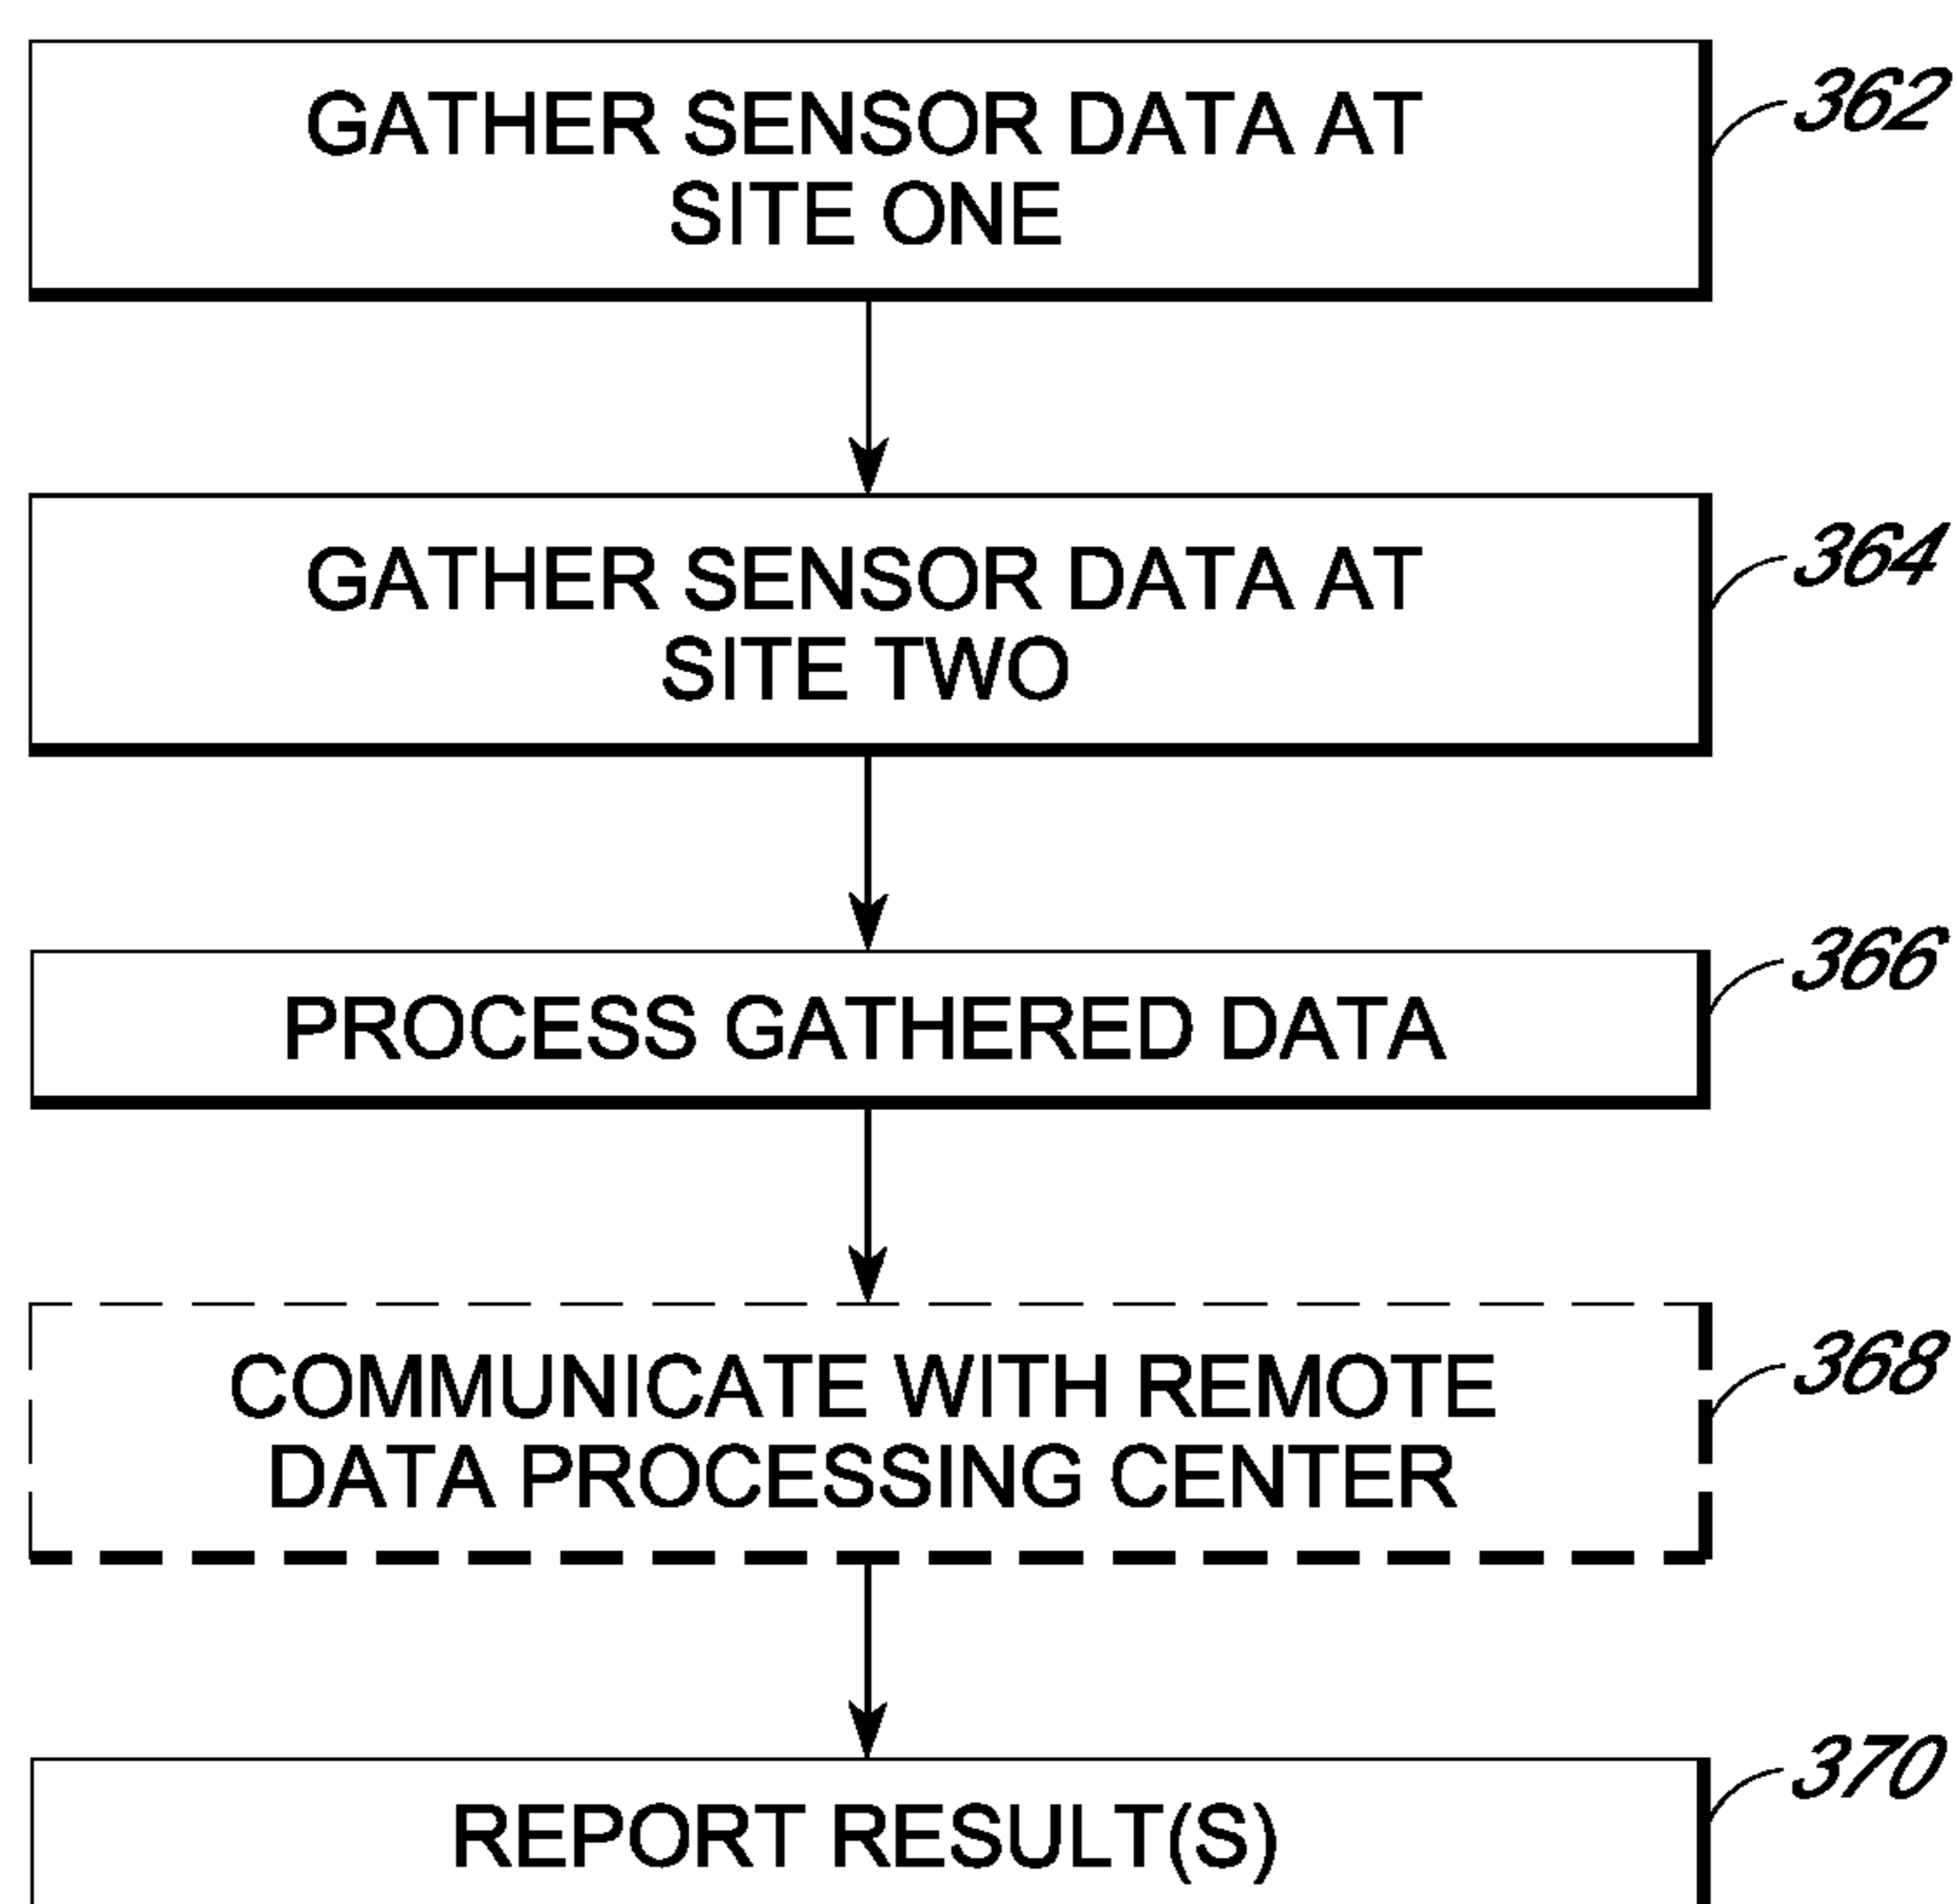 GATHER SENSOR DATA AT
SITE ONE
362
GATHER SENSOR DATA AT
SITE TWO
364
PROCESS GATHERED DATA
366
COMMUNICATE WITH REMOTE
DATA PROCESSING CENTER
368
REPORT RESULT(S)
370